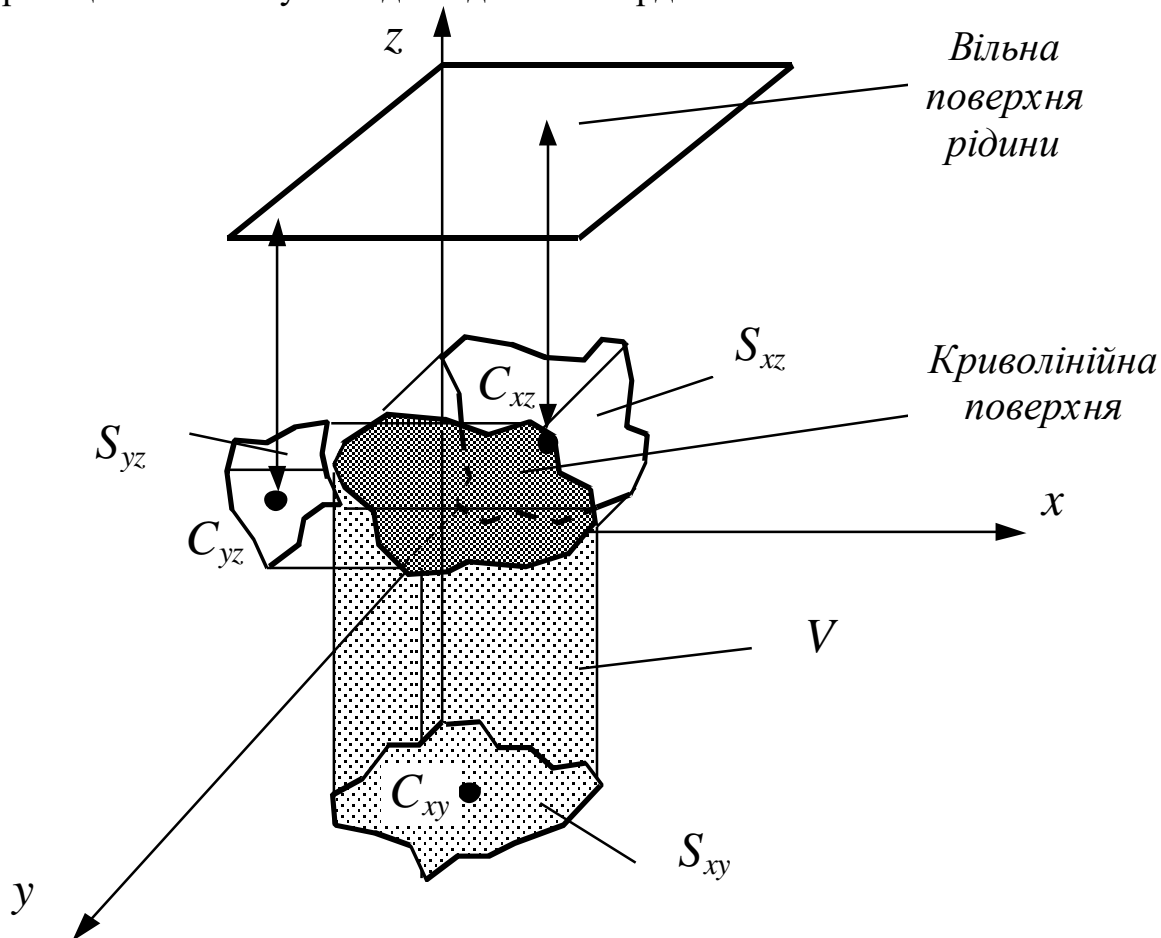 z
Вільна
поверхня
рідини
S_xz
C_xz
Криволінійна
поверхня
S_yz
x
C_yz
V
C_xy
S_xy
y